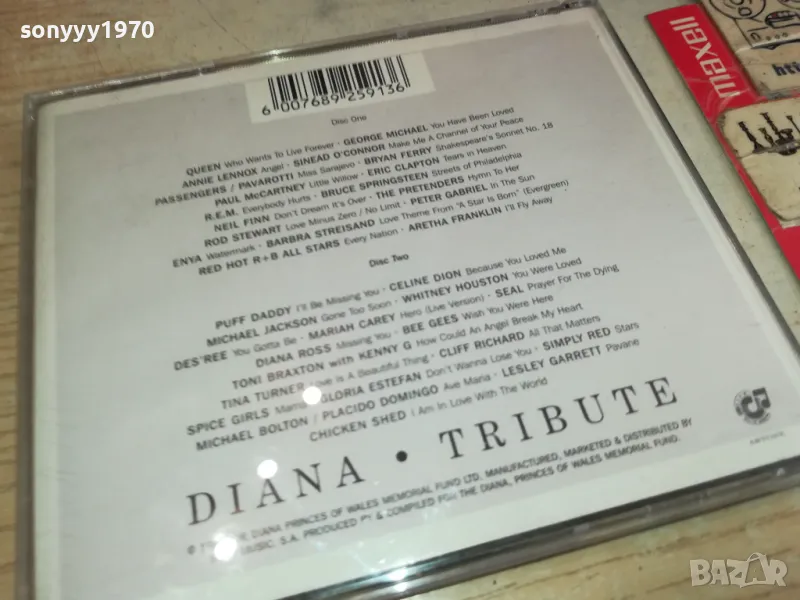 sonyyy1970
6 007689 259136
Disc One
QUEEN Who Wants To Live Forever · GEORGE MICHAEL You Have Been Loved
ANNIE LENNOX Angel · SINEAD O'CONNOR Make Me A Channel of Your Peace
PASSENGERS / PAVAROTTI Miss Sarajevo · BRYAN FERRY Shakespeare's Sonnet No. 18
PAUL McCARTNEY Little Willow · ERIC CLAPTON Tears in Heaven
R.E.M. Everybody Hurts · BRUCE SPRINGSTEEN Streets of Philadelphia
NEIL FINN Don't Dream It's Over · THE PRETENDERS Hymn To Her
ROD STEWART Love Minus Zero / No Limit · PETER GABRIEL In The Sun
ENYA Watermark · BARBRA STREISAND Love Theme From "A Star Is Born" (Evergreen)
RED HOT R+B ALL STARS Every Nation · ARETHA FRANKLIN I'll Fly Away
Disc Two
PUFF DADDY I'll Be Missing You · CELINE DION Because You Loved Me
MICHAEL JACKSON Gone Too Soon · WHITNEY HOUSTON You Were Loved
DES'REE You Gotta Be · MARIAH CAREY Hero (Live Version) · SEAL Prayer For The Dying
DIANA ROSS Missing You · BEE GEES Wish You Were Here
TONI BRAXTON with KENNY G How Could An Angel Break My Heart
TINA TURNER Love is A Beautiful Thing · CLIFF RICHARD All That Matters
SPICE GIRLS Mama · GLORIA ESTEFAN Don't Wanna Lose You · SIMPLY RED Stars
MICHAEL BOLTON / PLACIDO DOMINGO Ave Maria · LESLEY GARRETT Pavane
CHICKEN SHED I Am In Love With The World
DIANA · TRIBUTE
DIANA PRINCES OF WALES MEMORIAL FUND LTD. MANUFACTURED, MARKETED & DISTRIBUTED BY
MUSIC. S.A. PRODUCED BY & COMPILED FOR THE DIANA, PRINCES OF WALES MEMORIAL FUND.
maxell
BAZAR